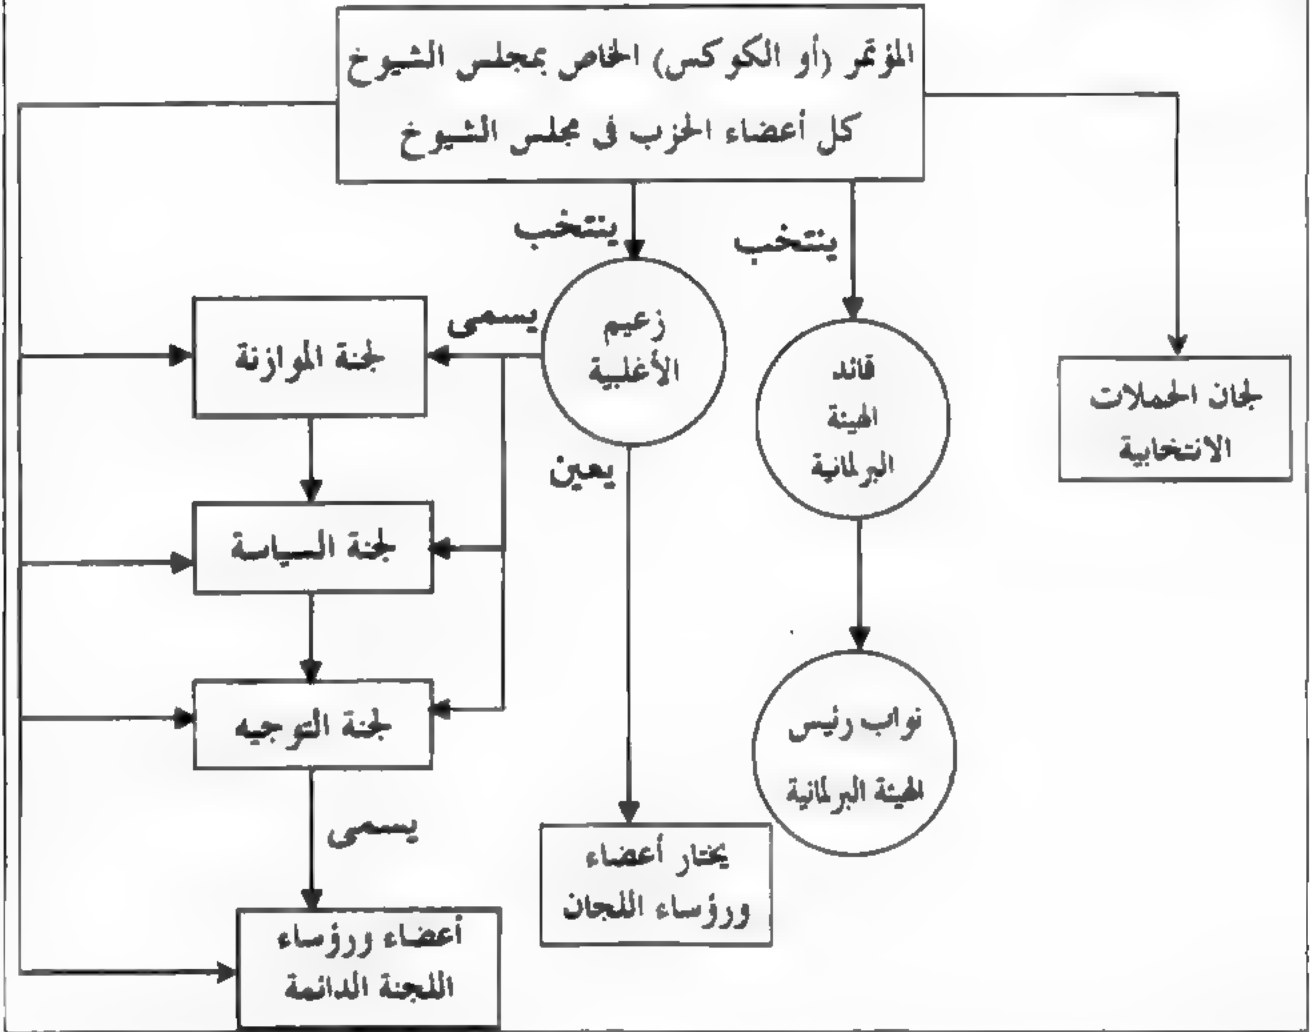 المؤتمر (أو الكوكس) الخاص بمجلس الشيوخ
كل أعضاء الحزب فى مجلس الشيوخ
ينتخب
ينتخب
زعيم
الأغلبية
يسمى
قائد
الهيئة
البرلمانية
لجان الحملات
الانتخابية
لجنة الموازنة
يعين
لجنة السياسة
لجنة التوجيه
نواب رئيس
الهيئة البرلمانية
يسمى
يختار أعضاء
ورؤساء اللجان
أعضاء ورؤساء
اللجنة الدائمة